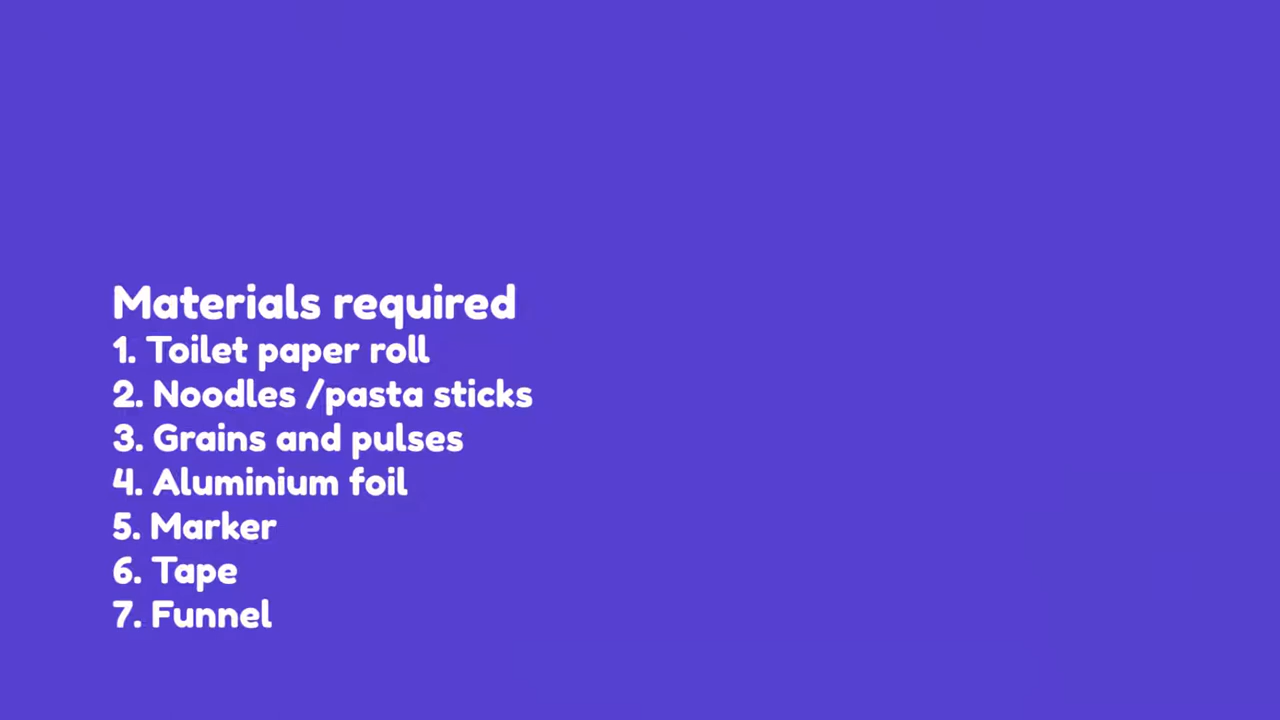 Materials required
1. Toilet paper roll
2. Noodles /pasta sticks
3. Grains and pulses
4. Aluminium foil
5. Marker
6. Tape
7. Funnel